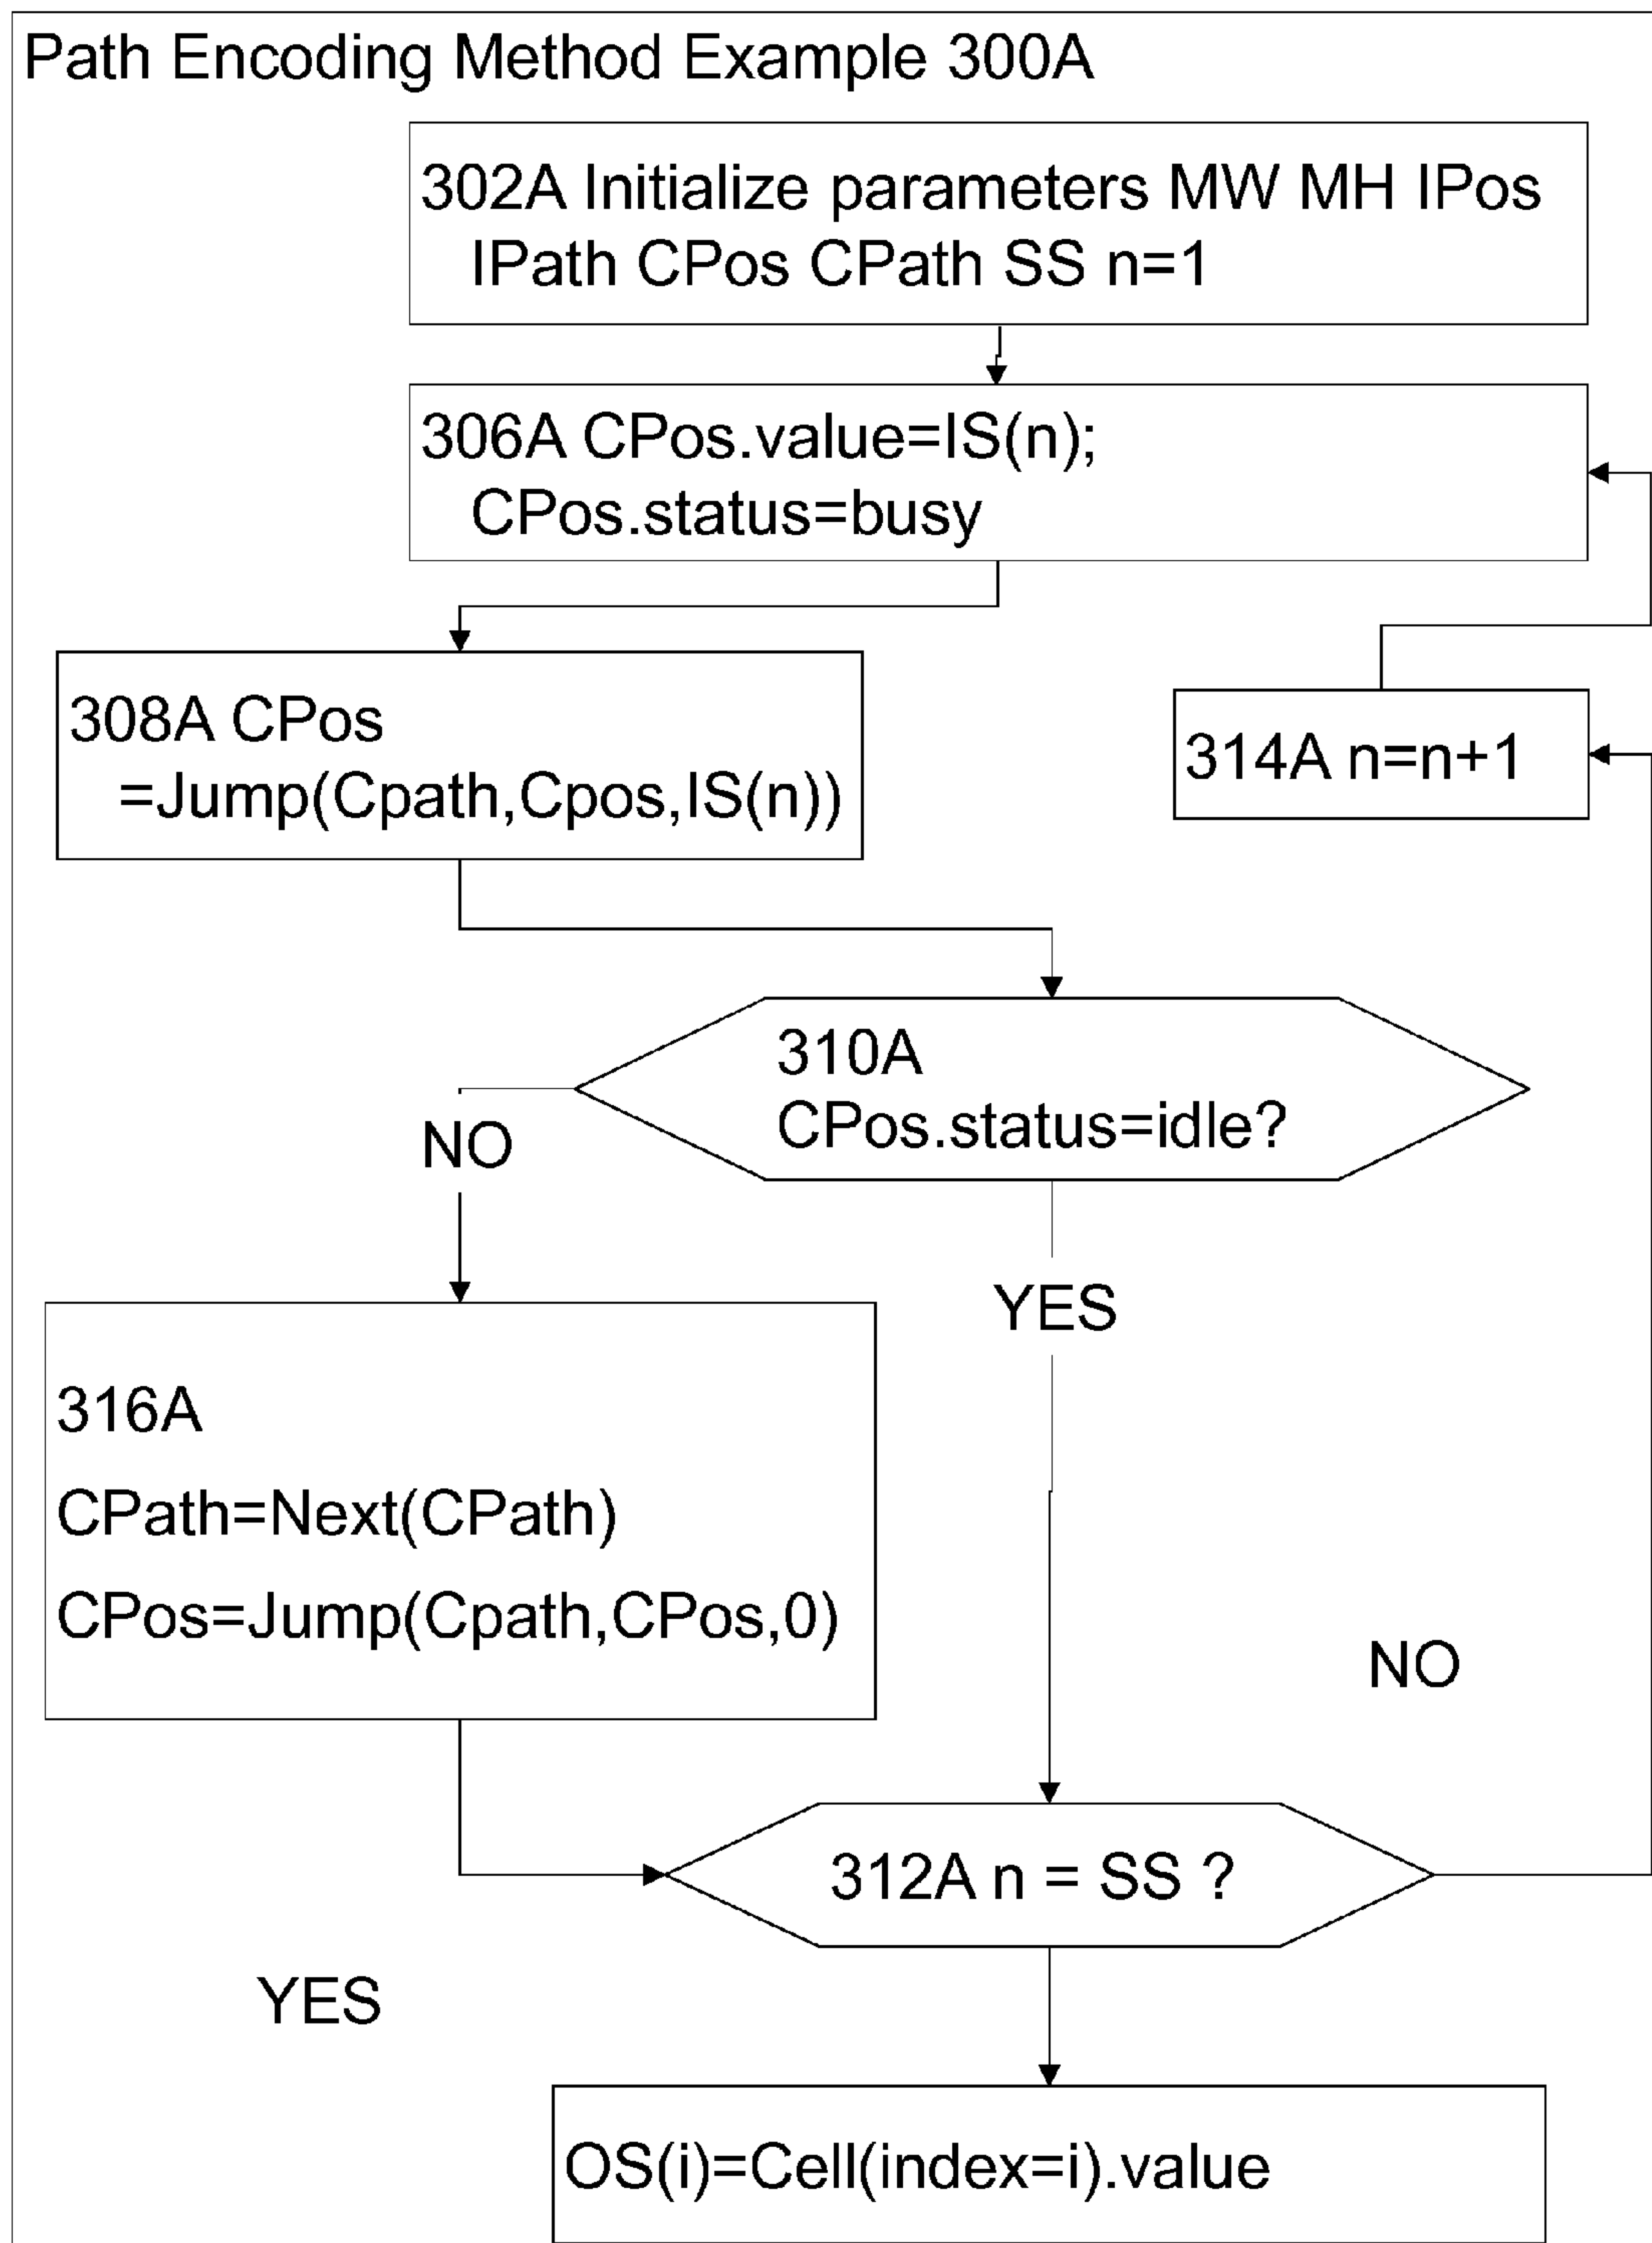 Path Encoding Method Example 300A
302A Initialize parameters MW MH IPos
IPath CPos CPath SS n=1
306A CPos.value=IS(n);
CPos.status=busy
308A CPos
=Jump(Cpath,Cpos,IS(n))
314A n=n+1
310A
CPos.status=idle?
NO
YES
316A
CPath=Next(CPath)
CPos=Jump(Cpath,CPos,0)
NO
312A n = SS ?
YES
OS(i)=Cell(index=i).value